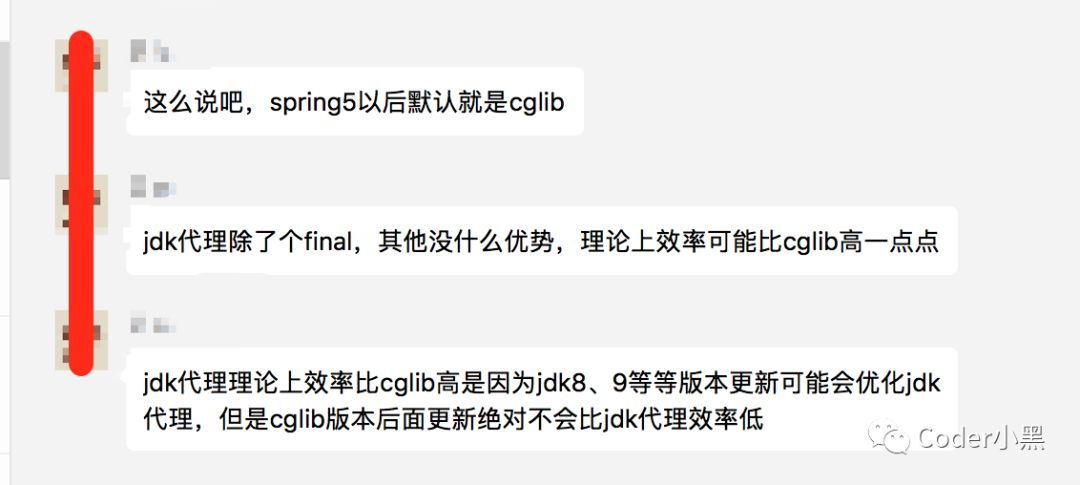 这么说吧，spring5以后默认就是cglib
jdk代理除了个final，其他没什么优势，理论上效率可能比cglib高一点点
jdk代理理论上效率比cglib高是因为jdk8、9等等版本更新可能会优化jdk
代理，但是cglib版本后面更新绝对不会比jdk代理效率低
Coder小黑